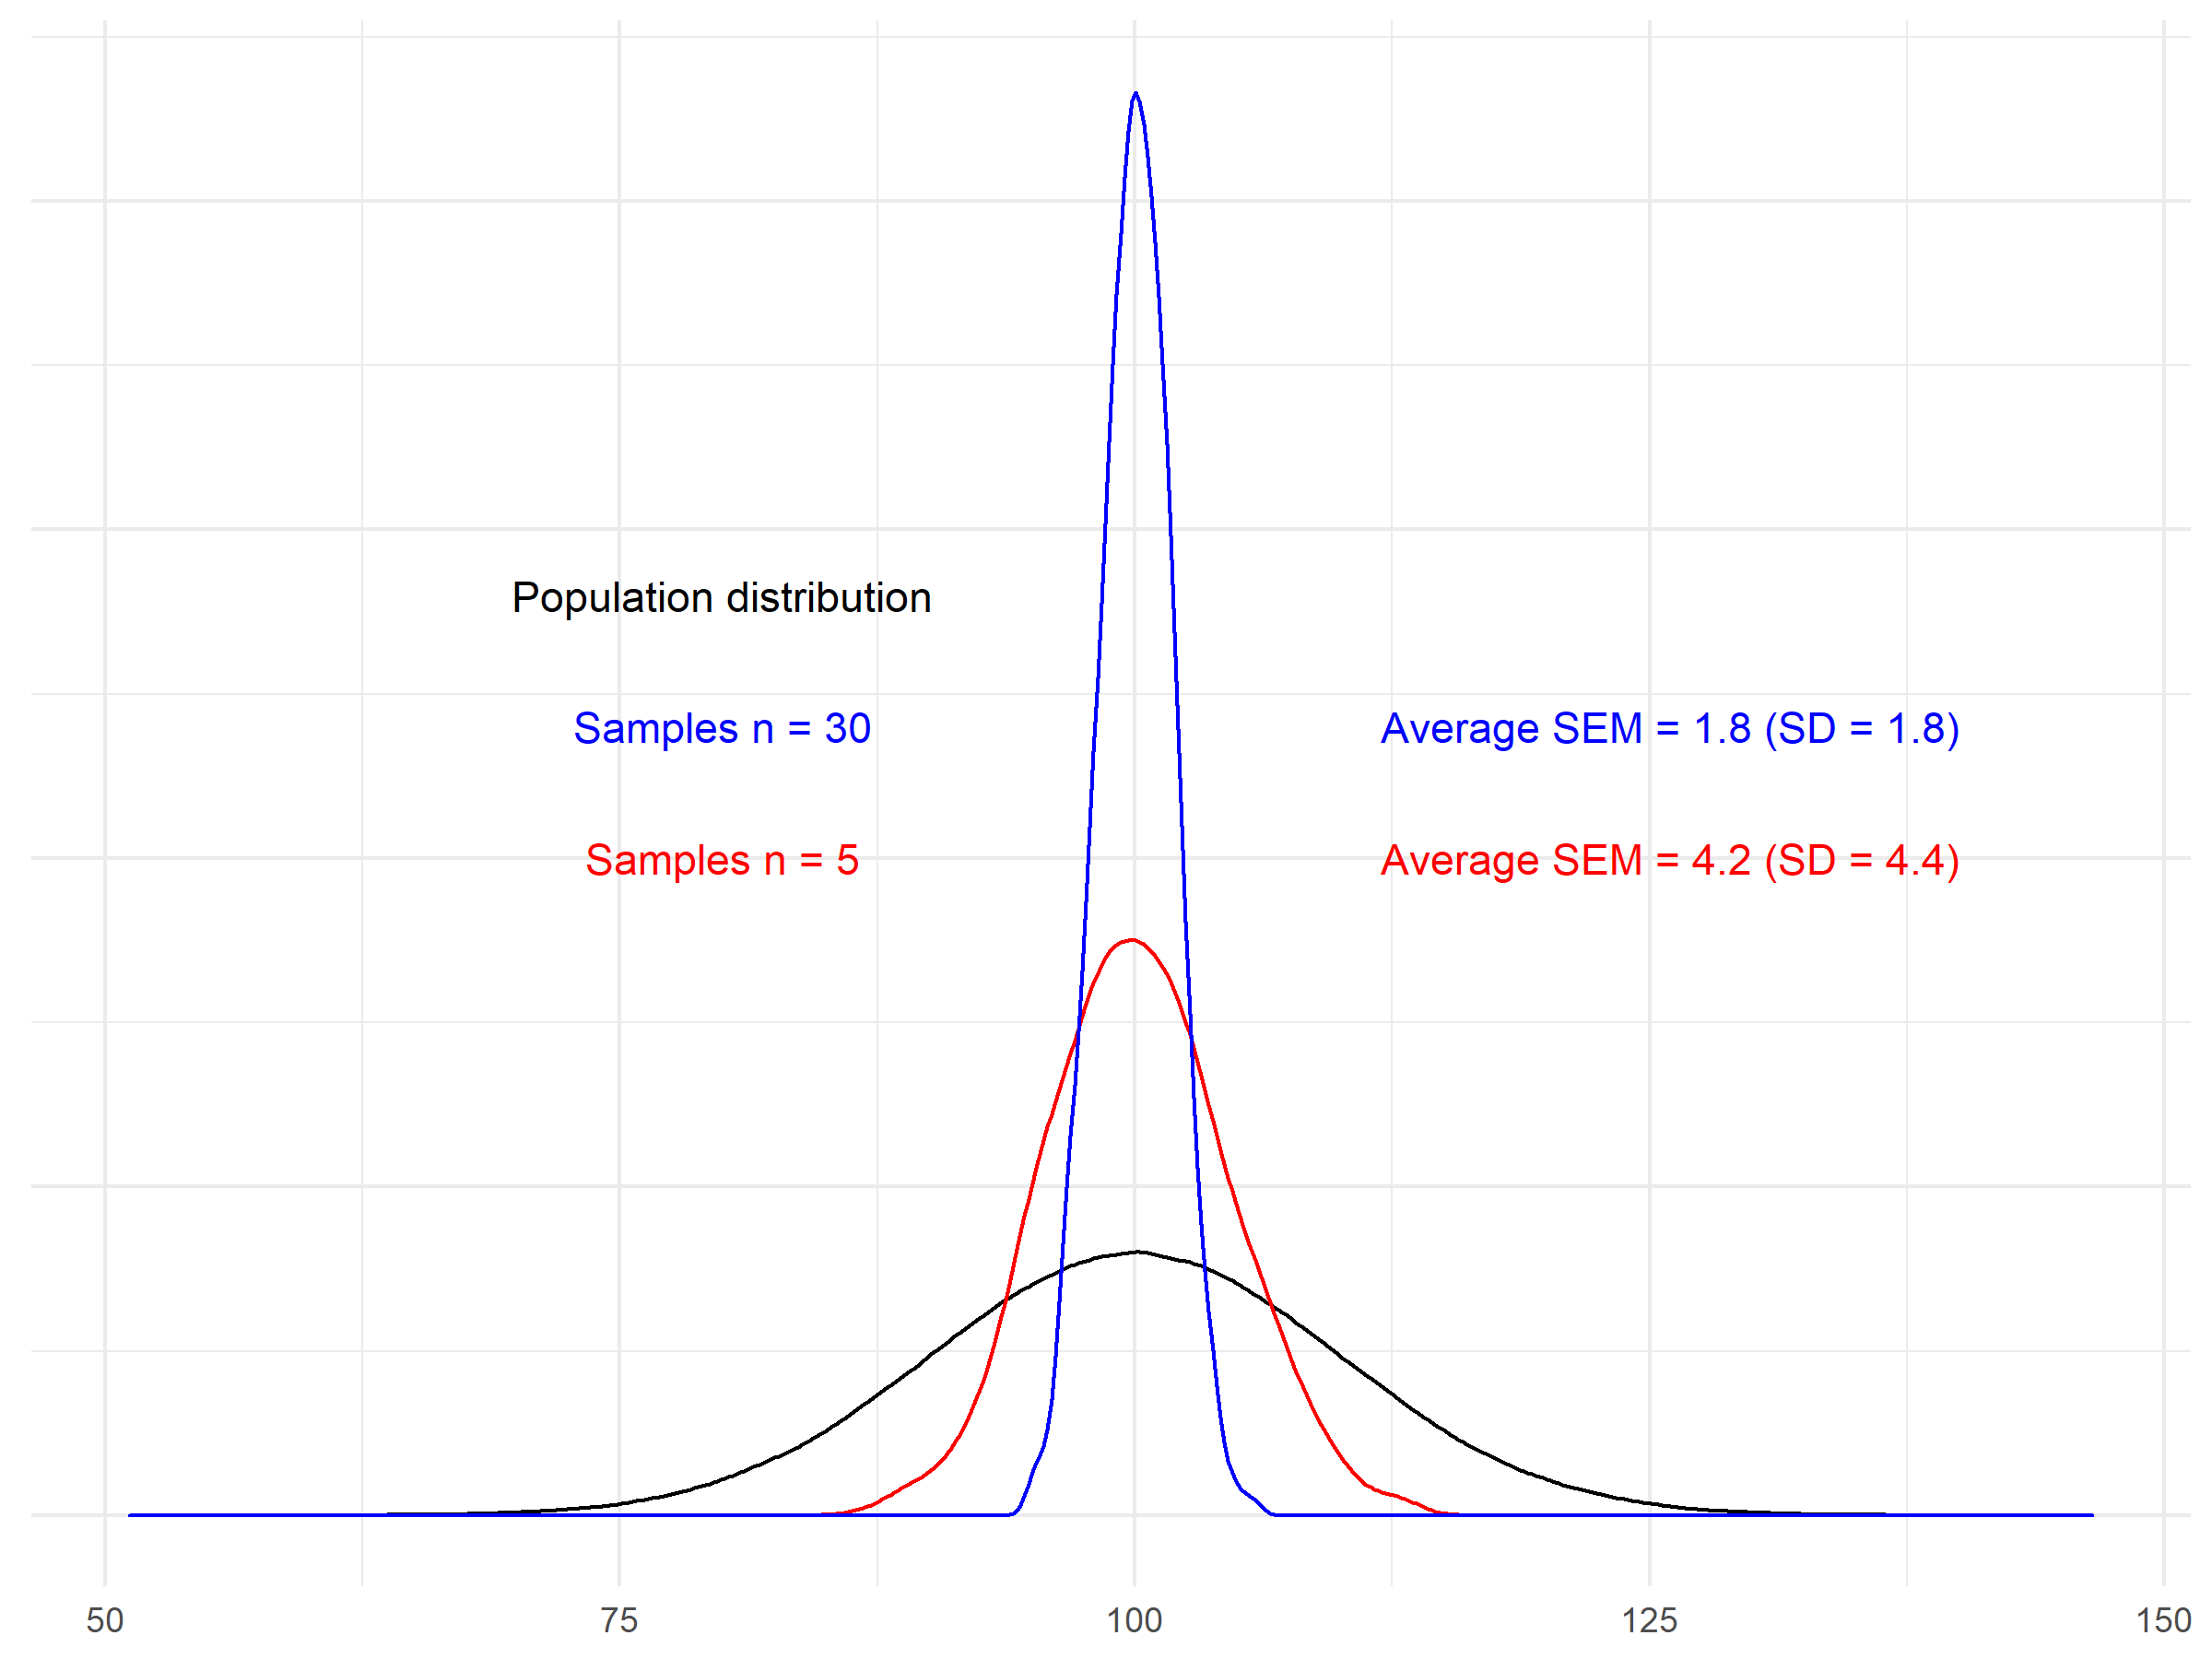 Population distribution
Samples n = 30
Average SEM = 1.8 (SD = 1.8)
Samples n = 5
Average SEM = 4.2 (SD = 4.4)
50
75
100
125
150